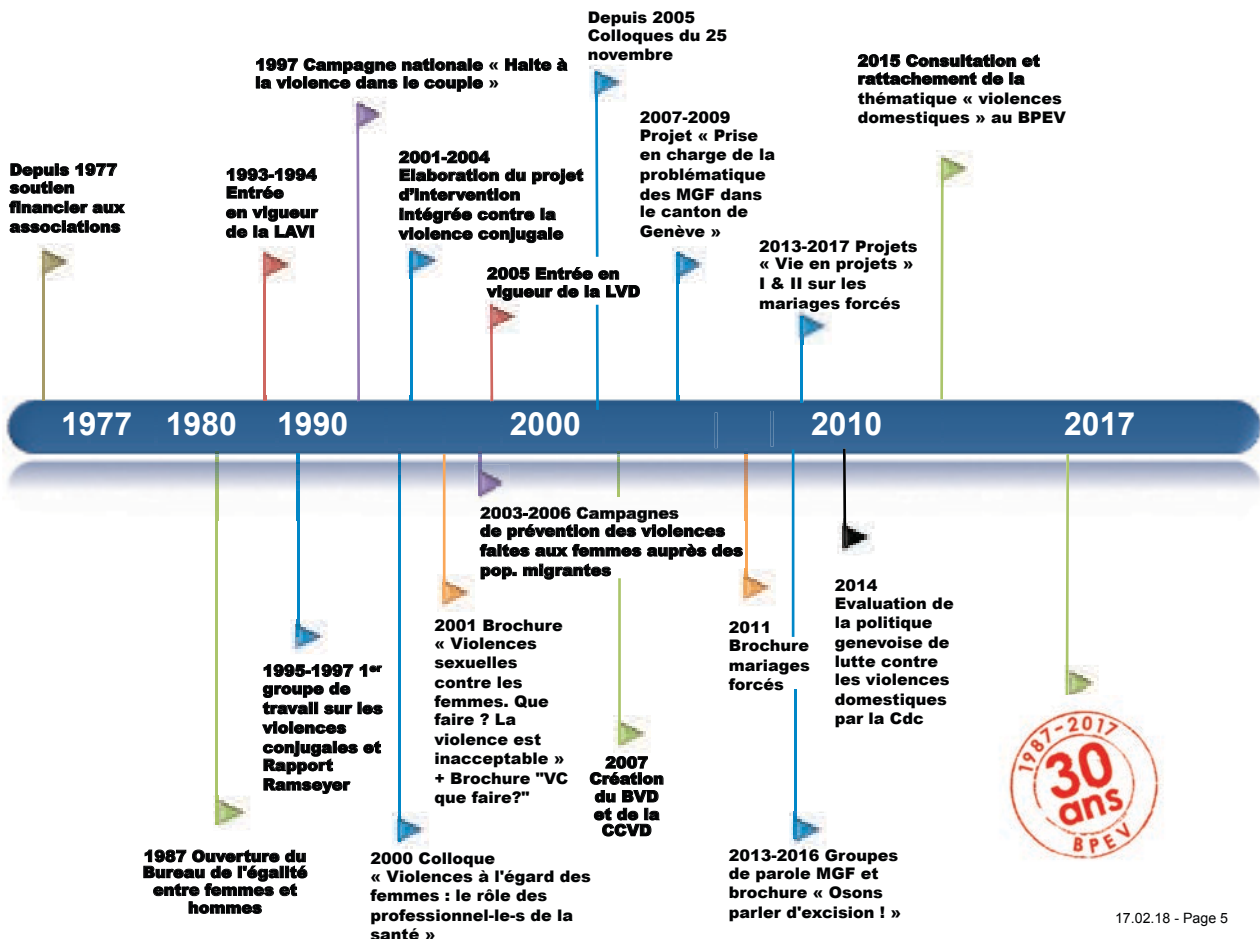 Depuis 1977
soutien
financier aux
associations
1993-1994
Entrée
en vigueur
de la LAVI
1997 Campagne nationale « Halte à
la violence dans le couple »
2001-2004
Elaboration du projet
d'intervention
intégrée contre la
violence conjugale
2005 Entrée en
vigueur de la LVD
Depuis 2005
Colloques du 25
novembre
2007-2009
Projet « Prise
en charge de la
problématique
des MGF dans
le canton de
Genève »
2013-2017 Projets
« Vie en projets »
I & II sur les
mariages forcés
2015 Consultation et
rattachement de la
thématique « violences
domestiques » au BPEV
1977 1980 1990 2000 2010 2017
1987 Ouverture du
Bureau de l'égalité
entre femmes et
hommes
1995-1997 1er
groupe de
travail sur les
violences
conjugales et
Rapport
Ramseyer
2000 Colloque
« Violences à l'égard des
femmes : le rôle des
professionnel-le-s de la
santé »
2001 Brochure
« Violences
sexuelles
contre les
femmes. Que
faire ? La
violence est
inacceptable »
+ Brochure "VC
que faire?"
2003-2006 Campagnes
de prévention des violences
faites aux femmes auprès des
pop. migrantes
2007
Création
du BVD
et de la
CCVD
2011
Brochure
mariages
forcés
2013-2016 Groupes
de parole MGF et
brochure « Osons
parler d'excision ! »
2014
Evaluation de
la politique
genevoise de
lutte contre
les violences
domestiques
par la Cdc
1987-2017
30
ans
BPEV
17.02.18 - Page 5